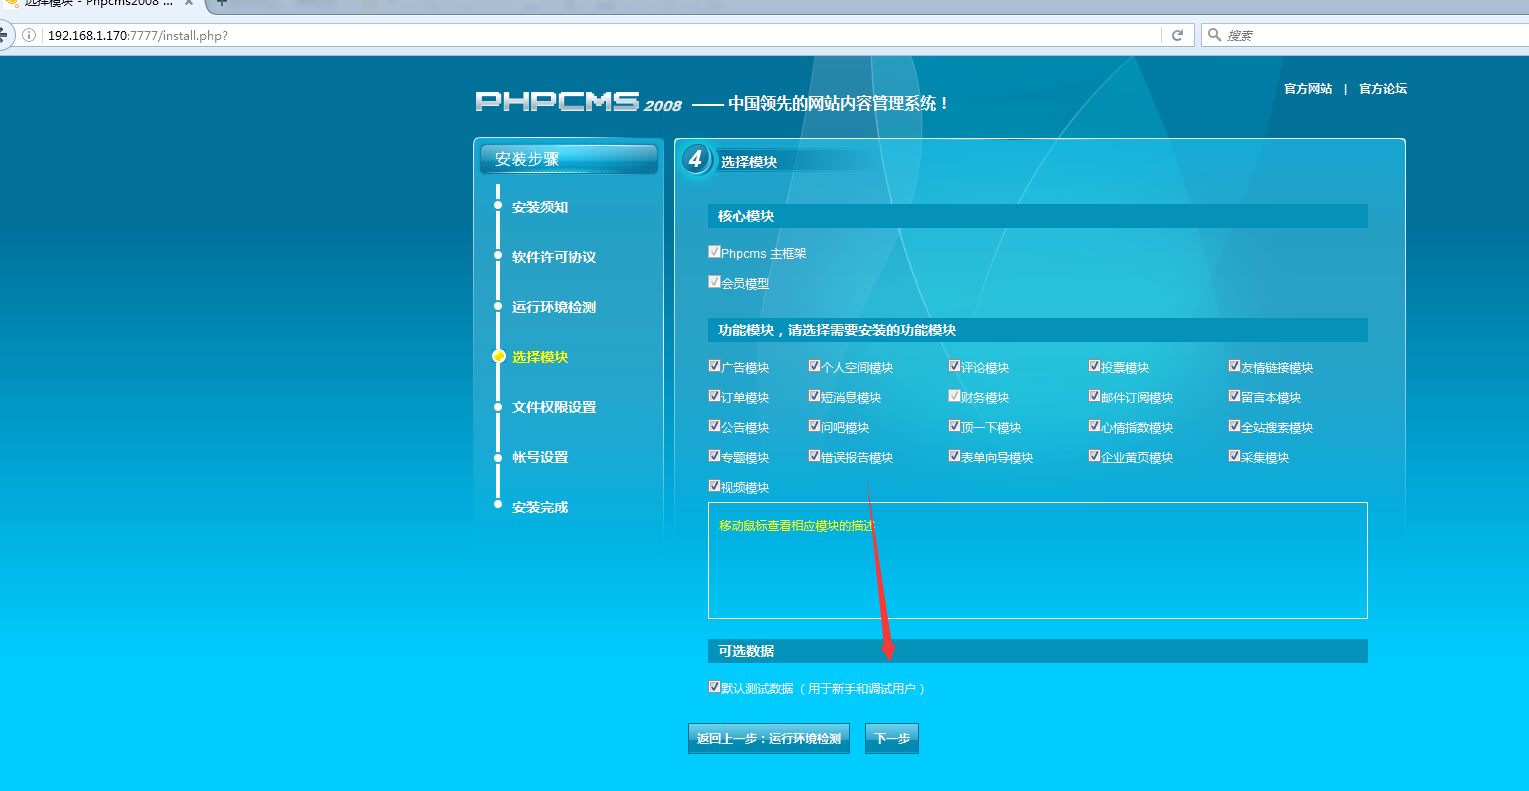 选择模块 - Phpcms2008 ...
192.168.1.170:7777/install.php?
搜索
官方网站 | 官方论坛
PHPCMS 2008 —— 中国领先的网站内容管理系统！
安装步骤
安装须知
软件许可协议
运行环境检测
选择模块
文件权限设置
帐号设置
安装完成
4 选择模块
核心模块
Phpcms 主框架
会员模型
功能模块，请选择需要安装的功能模块
广告模块 个人空间模块 评论模块 投票模块 友情链接模块
订单模块 短消息模块 财务模块 邮件订阅模块 留言本模块
公告模块 问吧模块 顶一下模块 心情指数模块 全站搜索模块
专题模块 错误报告模块 表单向导模块 企业黄页模块 采集模块
视频模块
移动鼠标查看相应模块的描述
可选数据
默认测试数据（用于新手和调试用户）
返回上一步：运行环境检测 下一步